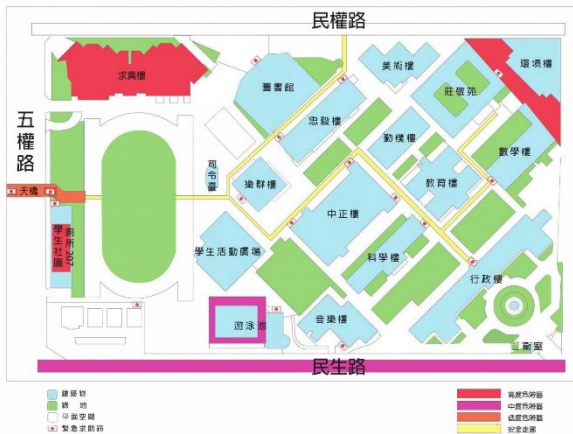 民權路
求真樓
美術樓
環境樓
圖書館
莊敬苑
忠毅樓
五權路
勤樸樓
數學樓
司令臺
天橋
樂群樓
教育樓
中正樓
廁所 207
學生社團
學生活動廣場
科學樓
行政樓
游泳池
音樂樓
衛室
民生路
建築物
綠 地
平面空間
緊急求助鈴
高度危險區
中度危險區
低度危險區
安全走廊